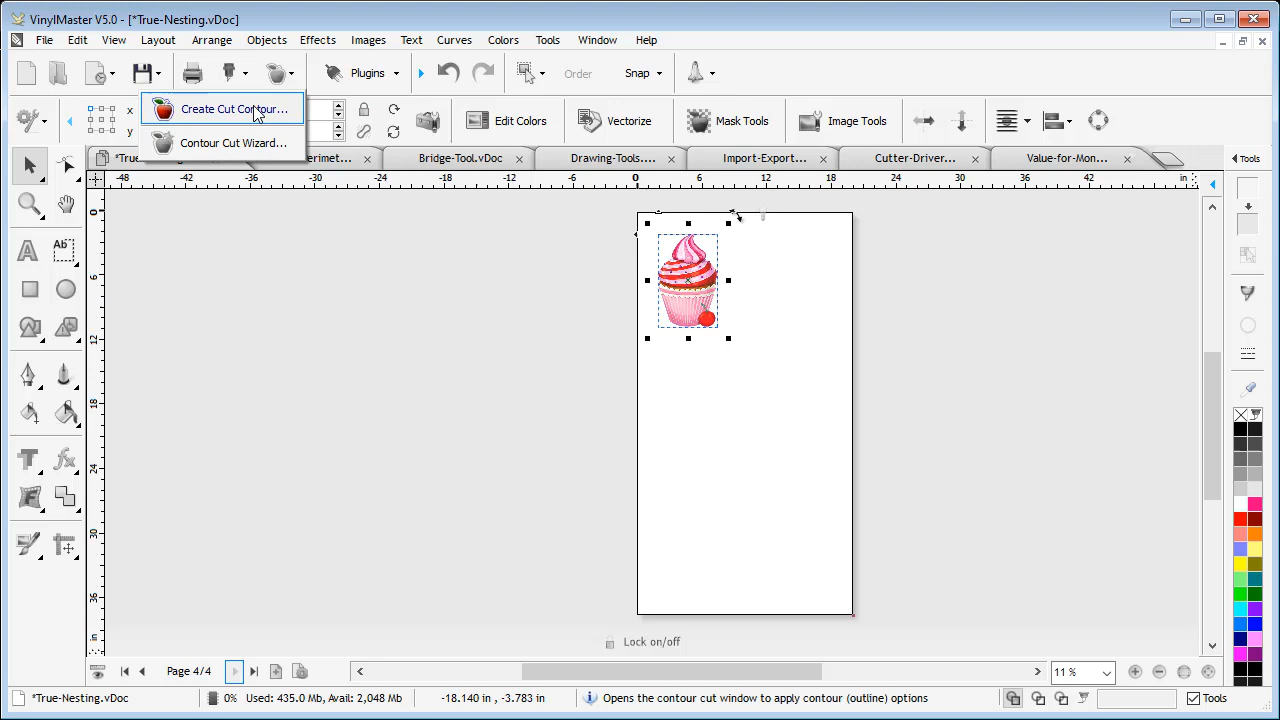 VinylMaster V5.0 - [*True-Nesting.vDoc]
File Edit View Layout Arrange Objects Effects Images Text Curves Colors Tools Window Help
Plugins Order Snap
Create Cut Contour...
x Edit Colors Vectorize Mask Tools Image Tools
y
Contour Cut Wizard...
Bridge-Tool.vDoc Drawing-Tools.... Import-Export... Cutter-Driver... Value-for-Mon... Tools
-48 -42 -36 -30 -24 -18 -12 -6 0 6 12 18 24 30 36 42 in
0
6
12
18
24
30
36
in
Ab
Lock on/off
Page 4/4 11 %
*True-Nesting.vDoc 0% Used: 435.0 Mb, Avail: 2,048 Mb -18.140 in , -3.783 in Opens the contour cut window to apply contour (outline) options Tools